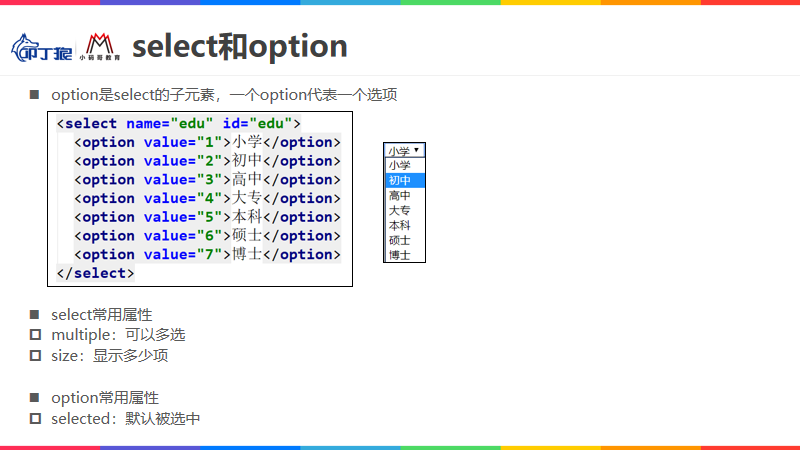 叩丁狼
小码哥教育
select和option
option是select的子元素，一个option代表一个选项
<select name="edu" id="edu">
<option value="1">小学</option>
<option value="2">初中</option>
<option value="3">高中</option>
<option value="4">大专</option>
<option value="5">本科</option>
<option value="6">硕士</option>
<option value="7">博士</option>
</select>
小学
小学
初中
高中
大专
本科
硕士
博士
select常用属性
multiple：可以多选
size：显示多少项
option常用属性
selected：默认被选中